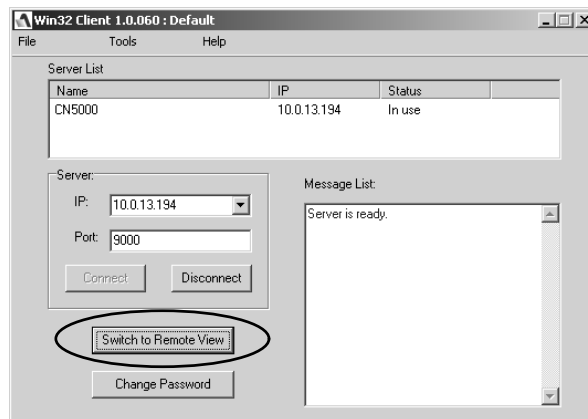 Win32 Client 1.0.060 : Default
File Tools Help
Server List
Name IP Status
CN5000 10.0.13.194 In use
Server:
IP: 10.0.13.194
Port: 9000
Connect Disconnect
Switch to Remote View
Change Password
Message List:
Server is ready.